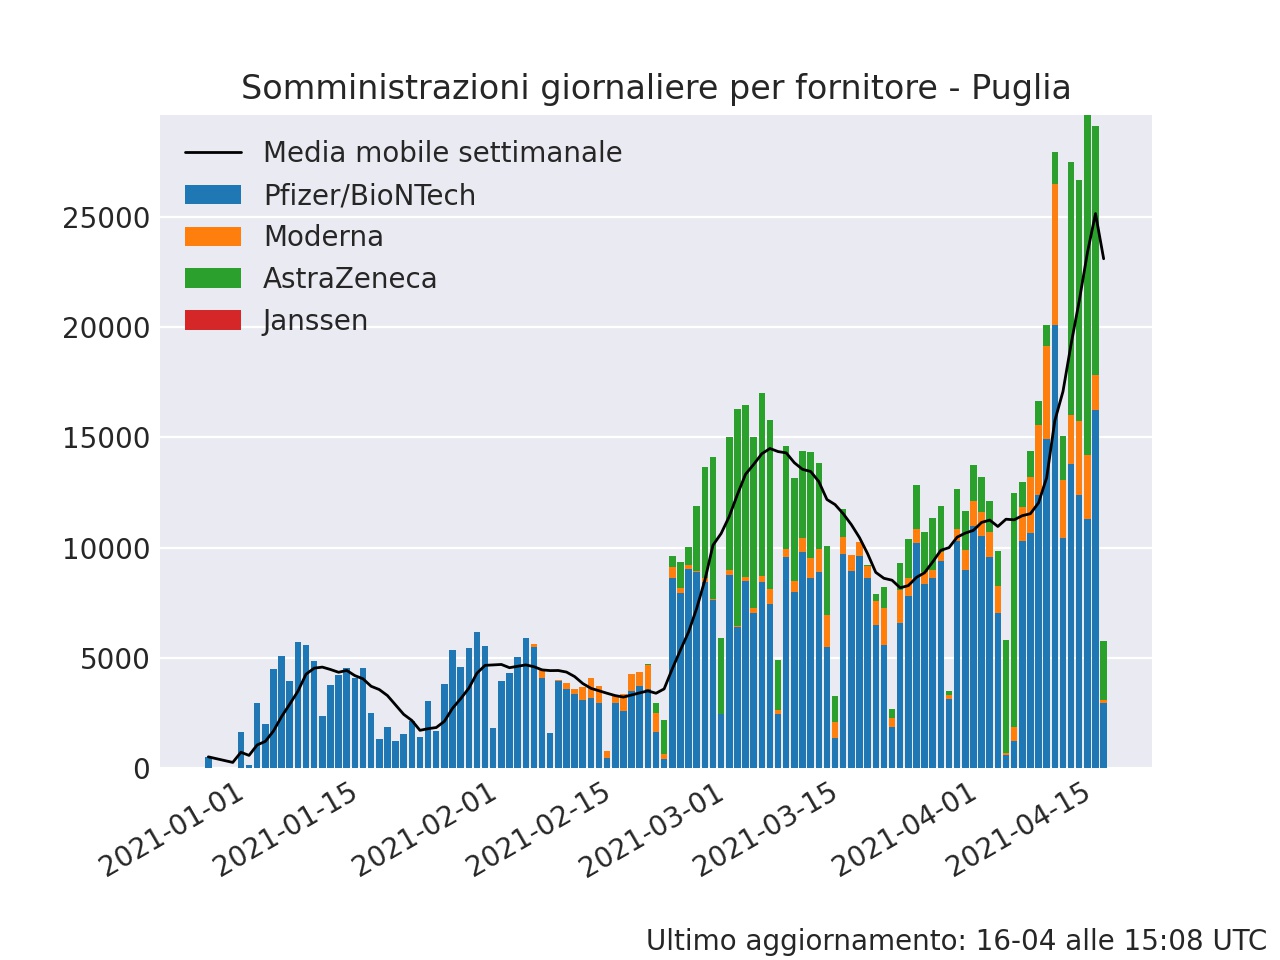 Somministrazioni giornaliere per fornitore - Puglia
Media mobile settimanale
Pfizer/BioNTech
Moderna
AstraZeneca
Janssen
25000
20000
15000
10000
5000
0
2021-01-01
2021-01-15
2021-02-01
2021-02-15
2021-03-01
2021-03-15
2021-04-01
2021-04-15
Ultimo aggiornamento: 16-04 alle 15:08 UTC